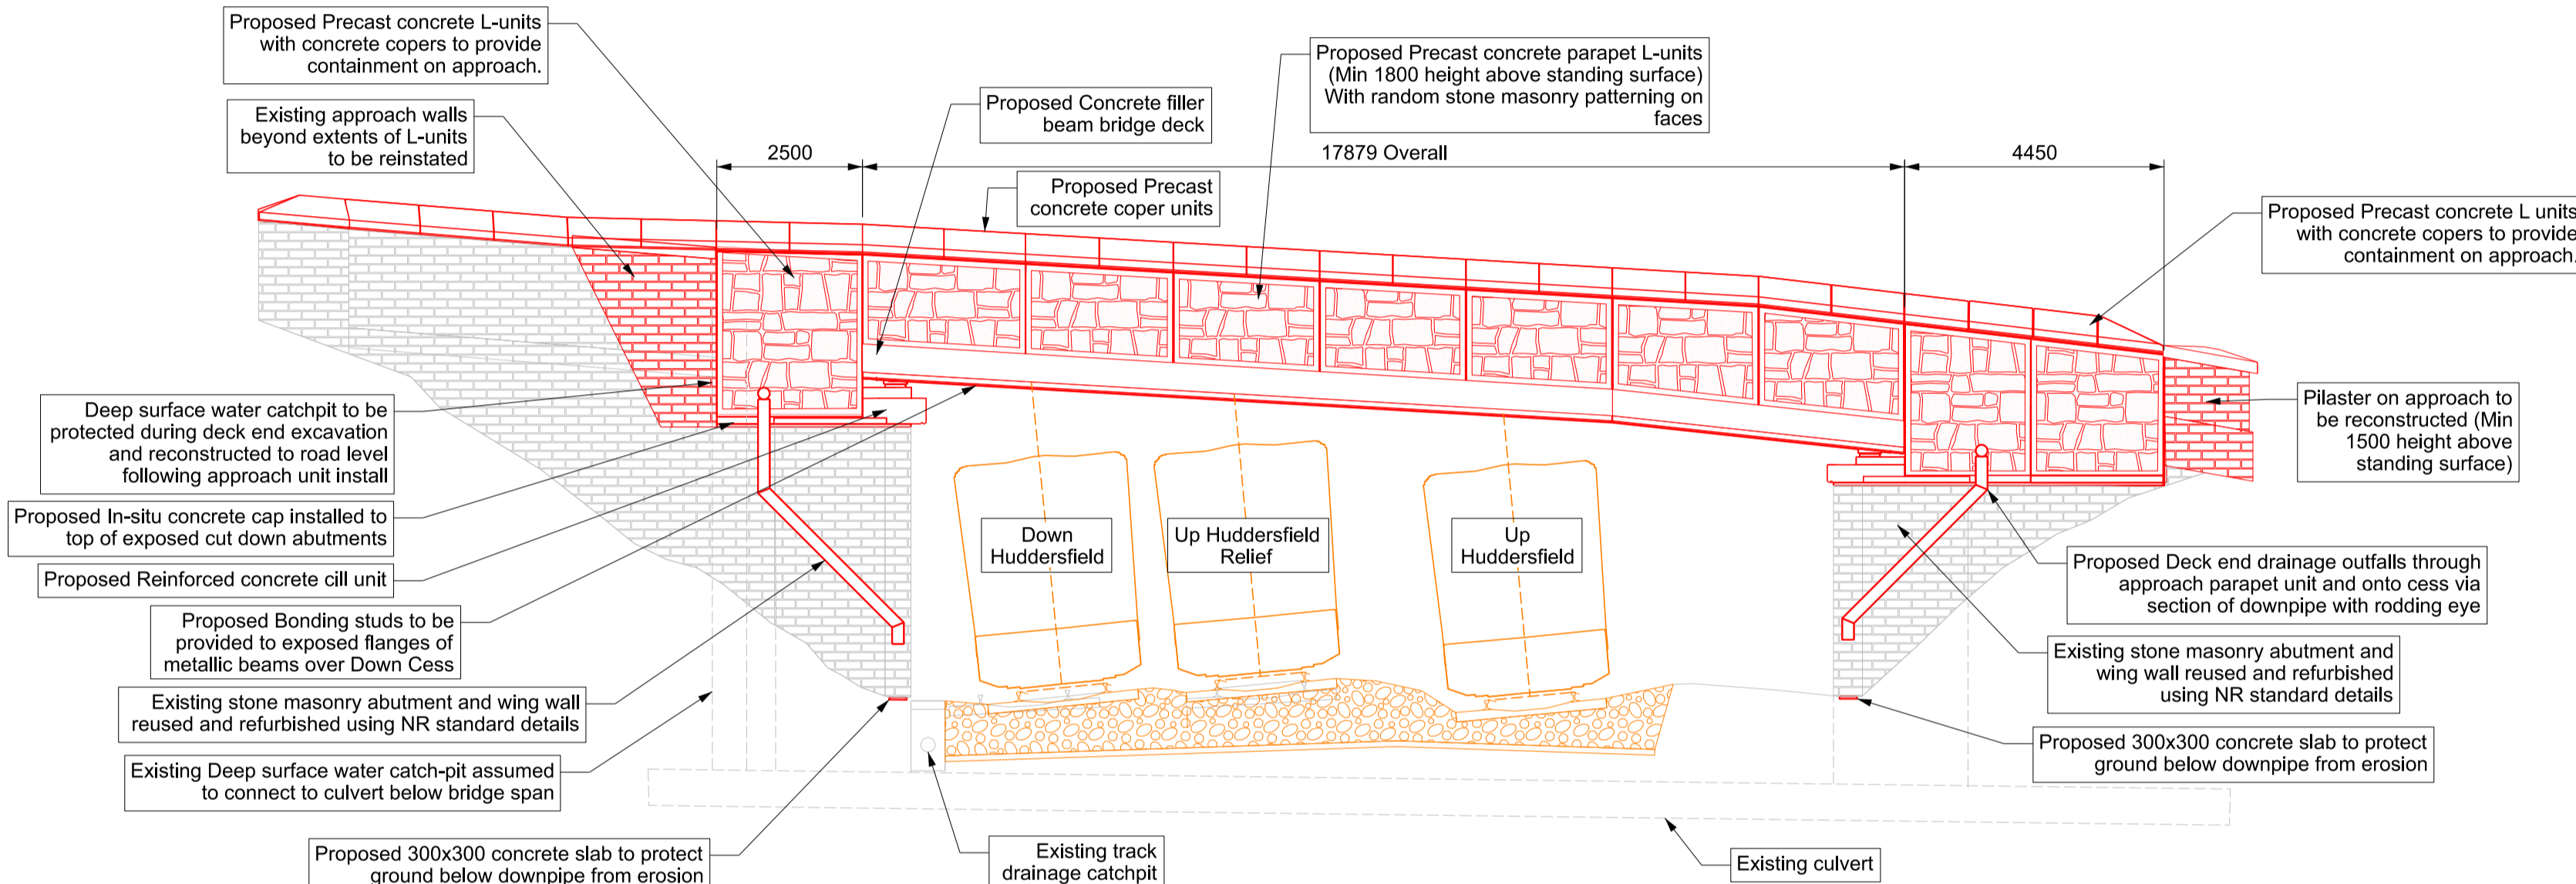 Proposed Precast concrete L-units
with concrete copers to provide
containment on approach.
Existing approach walls
beyond extents of L-units
to be reinstated
Proposed Concrete filler
beam bridge deck
Proposed Precast concrete parapet L-units
(Min 1800 height above standing surface)
With random stone masonry patterning on
faces
2500
17879 Overall
4450
Proposed Precast
concrete coper units
Proposed Precast concrete L units
with concrete copers to provide
containment on approach.
Deep surface water catchpit to be
protected during deck end excavation
and reconstructed to road level
following approach unit install
Pilaster on approach to
be reconstructed (Min
1500 height above
standing surface)
Proposed In-situ concrete cap installed to
top of exposed cut down abutments
Proposed Reinforced concrete cill unit
Down
Huddersfield
Up Huddersfield
Relief
Up
Huddersfield
Proposed Deck end drainage outfalls through
approach parapet unit and onto cess via
section of downpipe with rodding eye
Proposed Bonding studs to be
provided to exposed flanges of
metallic beams over Down Cess
Existing stone masonry abutment and
wing wall reused and refurbished
using NR standard details
Existing stone masonry abutment and wing wall
reused and refurbished using NR standard details
Proposed 300x300 concrete slab to protect
ground below downpipe from erosion
Existing Deep surface water catch-pit assumed
to connect to culvert below bridge span
Proposed 300x300 concrete slab to protect
ground below downpipe from erosion
Existing track
drainage catchpit
Existing culvert